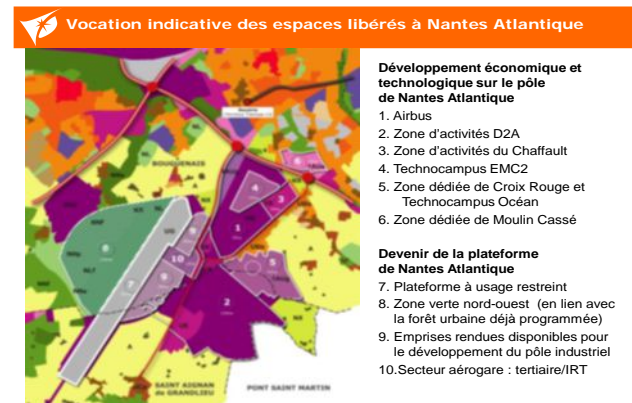 Vocation indicative des espaces libérés à Nantes Atlantique
Développement économique et
technologique sur le pôle
de Nantes Atlantique
1. Airbus
2. Zone d'activités D2A
3. Zone d'activités du Chaffault
4. Technocampus EMC2
5. Zone dédiée de Croix Rouge et
Technocampus Océan
6. Zone dédiée de Moulin Cassé
Devenir de la plateforme
de Nantes Atlantique
7. Plateforme à usage restreint
8. Zone verte nord-ouest (en lien avec
la forêt urbaine déjà programmée)
9. Emprises rendues disponibles pour
le développement du pôle industriel
10.Secteur aérogare : tertiaire/IRT
BOUGUENAIS
NL
6
4
3
1
UG
9
8
10
5
7
9
2
SAINT AIGNAN
de GRANDLIEU
PONT SAINT MARTIN